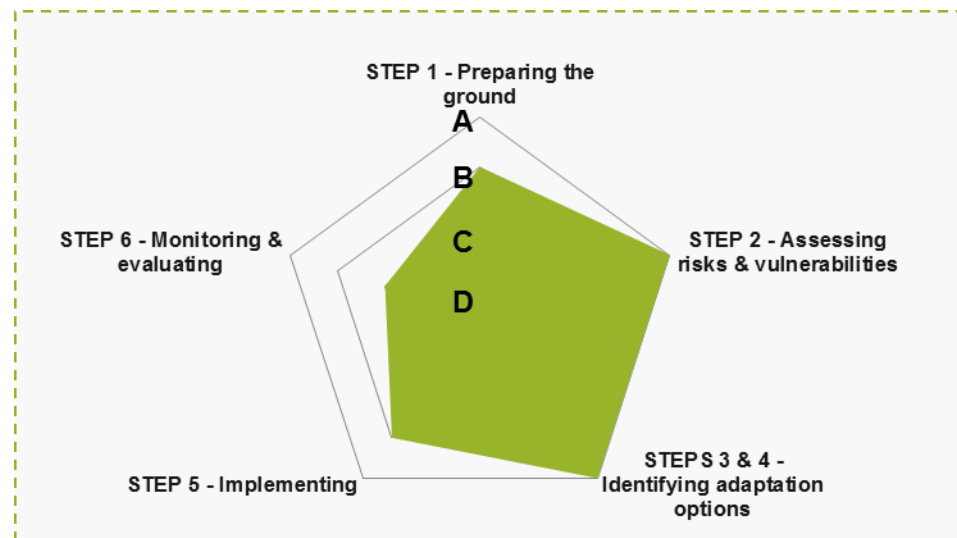 STEP 1 - Preparing the
ground
A
B
C
D
STEP 6 - Monitoring &
evaluating
STEP 2 - Assessing
risks & vulnerabilities
STEP 5 - Implementing
STEPS 3 & 4 -
Identifying adaptation
options